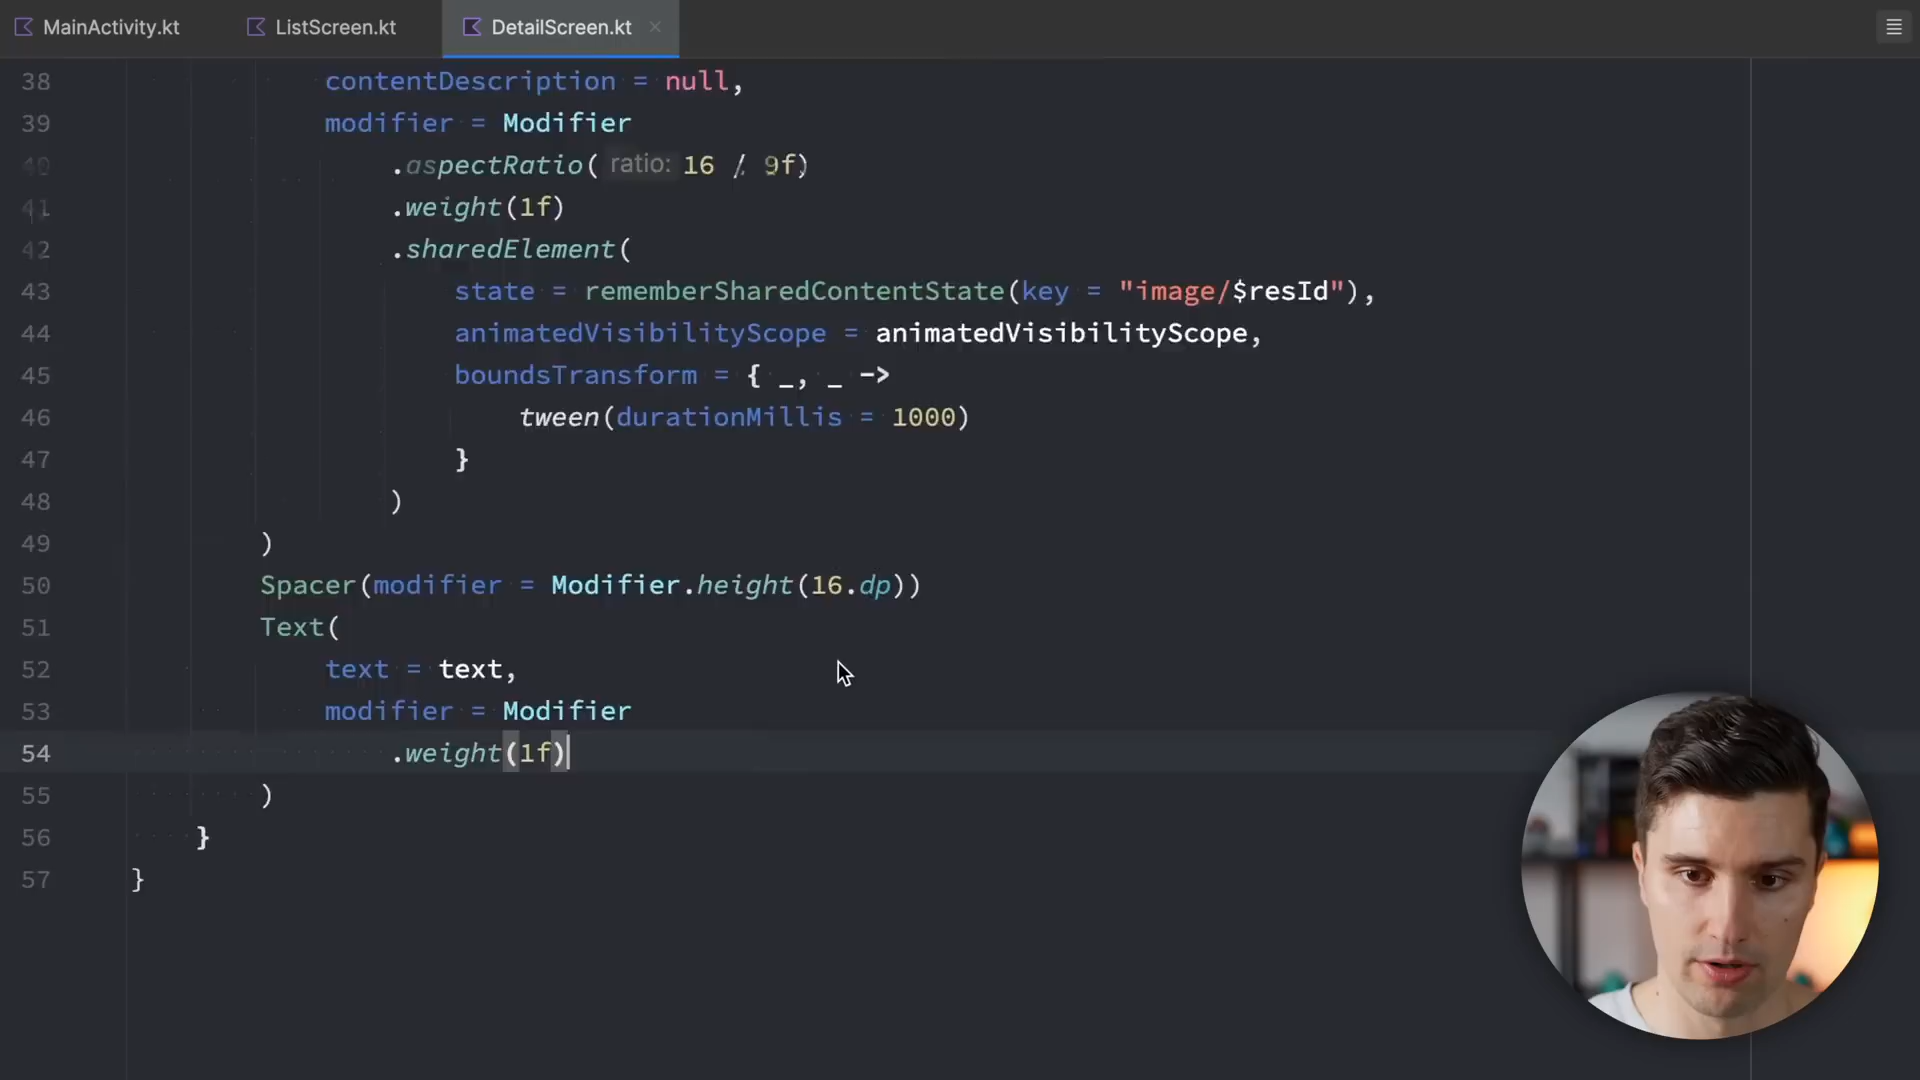 MainActivity.kt
ListScreen.kt
DetailScreen.kt
38 contentDescription = null,
39 modifier = Modifier
40 .aspectRatio( ratio: 16 / 9f)
41 .weight(1f)
42 .sharedElement(
43 state = rememberSharedContentState(key = "image/$resId"),
44 animatedVisibilityScope = animatedVisibilityScope,
45 boundsTransform = { _, _ ->
46 tween(durationMillis = 1000)
47 }
48 )
49 )
50 Spacer(modifier = Modifier.height(16.dp))
51 Text(
52 text = text,
53 modifier = Modifier
54 .weight(1f)
55 )
56 }
57 }